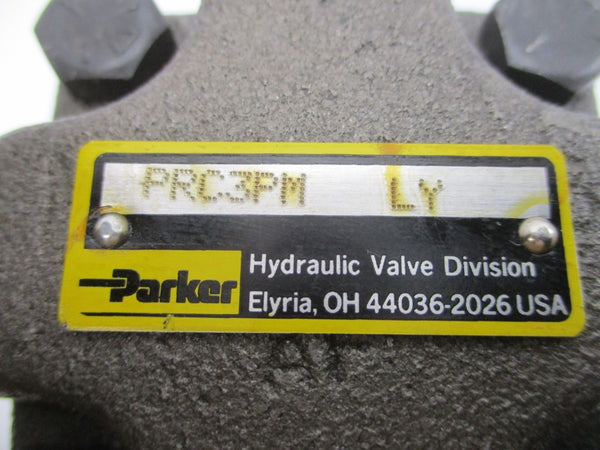 PRC3PM LY
Parker
Hydraulic Valve Division
Elyria, OH 44036-2026 USA